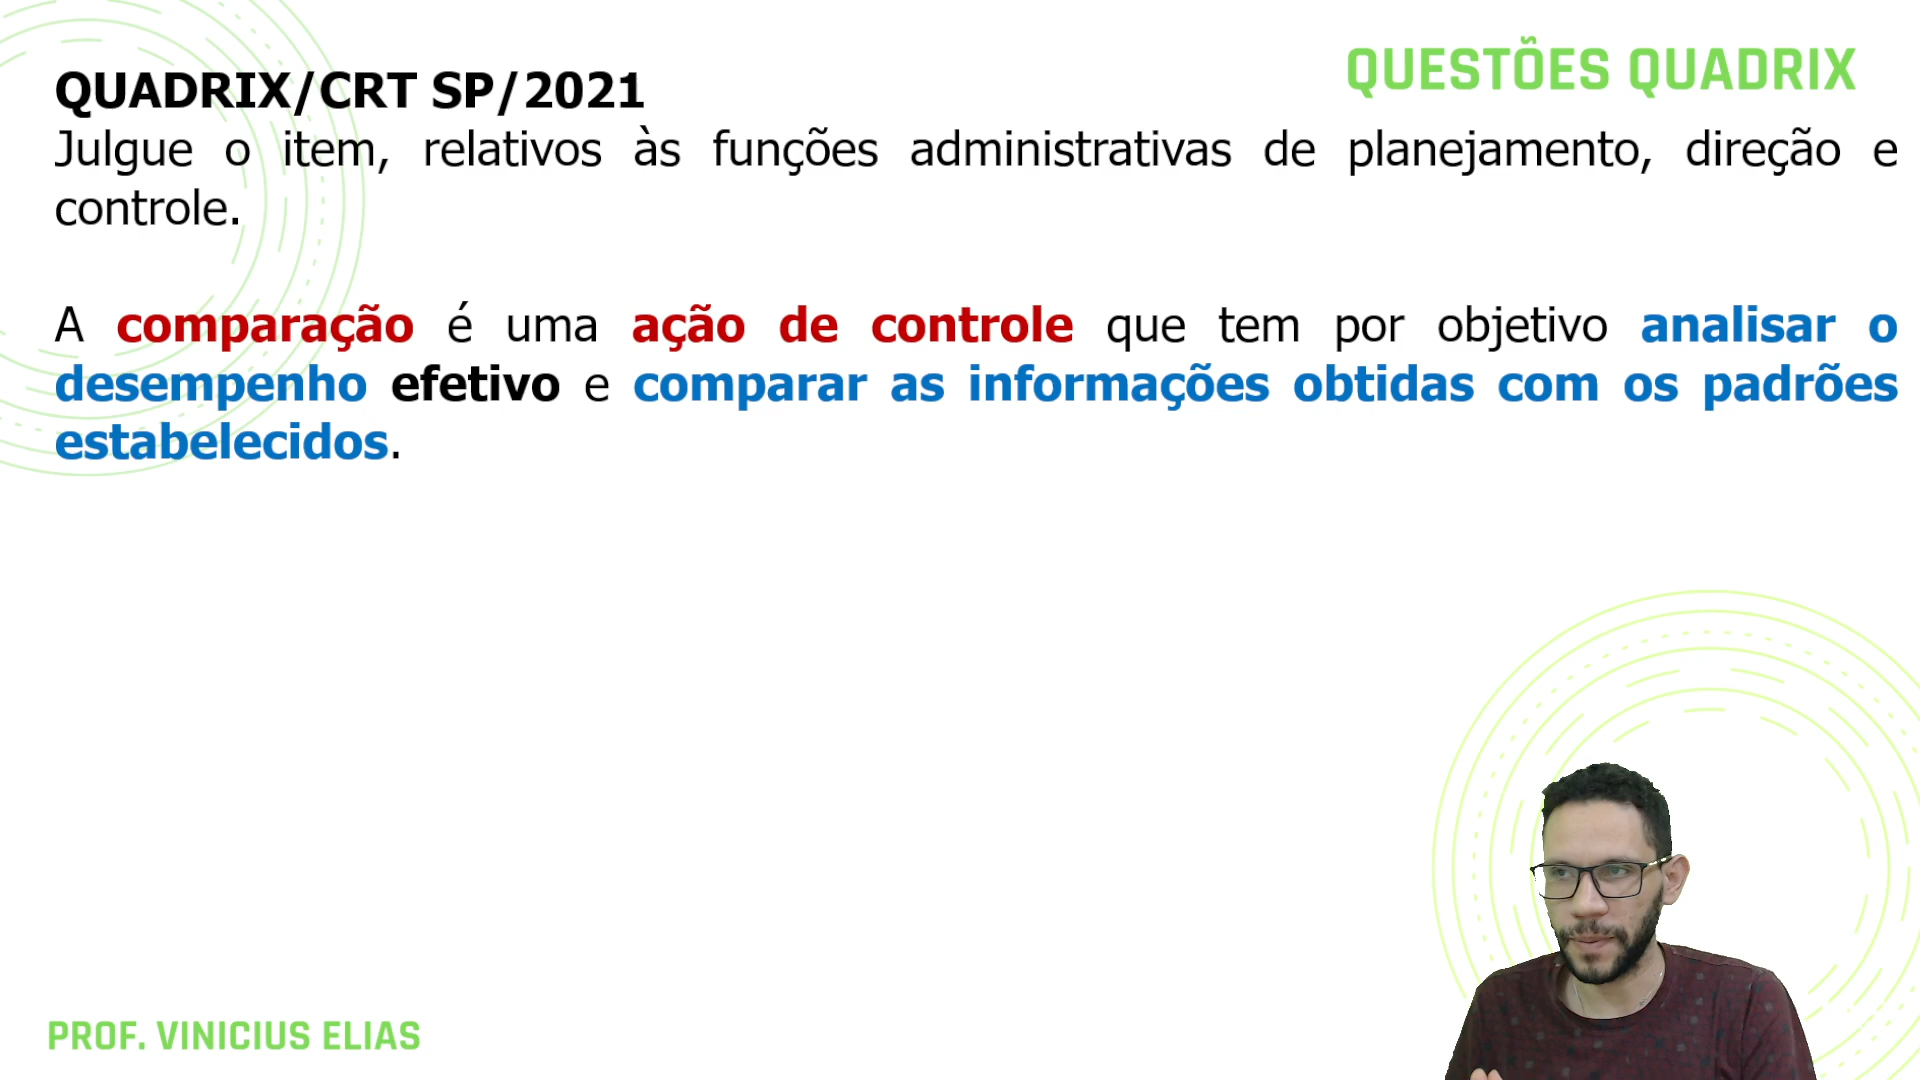 QUESTÕES QUADRIX
QUADRIX/CRT SP/2021
Julgue o item, relativos às funções administrativas de planejamento, direção e
controle.
A comparação é uma ação de controle que tem por objetivo analisar o
desempenho efetivo e comparar as informações obtidas com os padrões
estabelecidos.
PROF. VINICIUS ELIAS